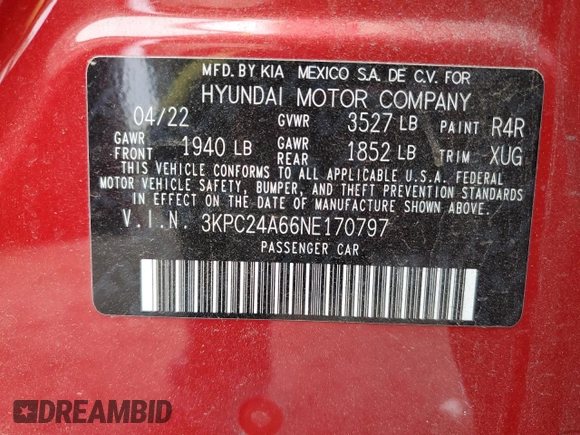 MFD. BY KIA MEXICO S.A. DE C.V. FOR
HYUNDAI MOTOR COMPANY
04/22 GVWR 3527 LB PAINT R4R
GAWR FRONT 1940 LB GAWR REAR 1852 LB TRIM XUG
THIS VEHICLE CONFORMS TO ALL APPLICABLE U.S.A. FEDERAL
MOTOR VEHICLE SAFETY, BUMPER, AND THEFT PREVENTION STANDARDS
IN EFFECT ON THE DATE OF MANUFACTURE SHOWN ABOVE.
V.I.N. 3KPC24A66NE170797
PASSENGER CAR
DREAMBID